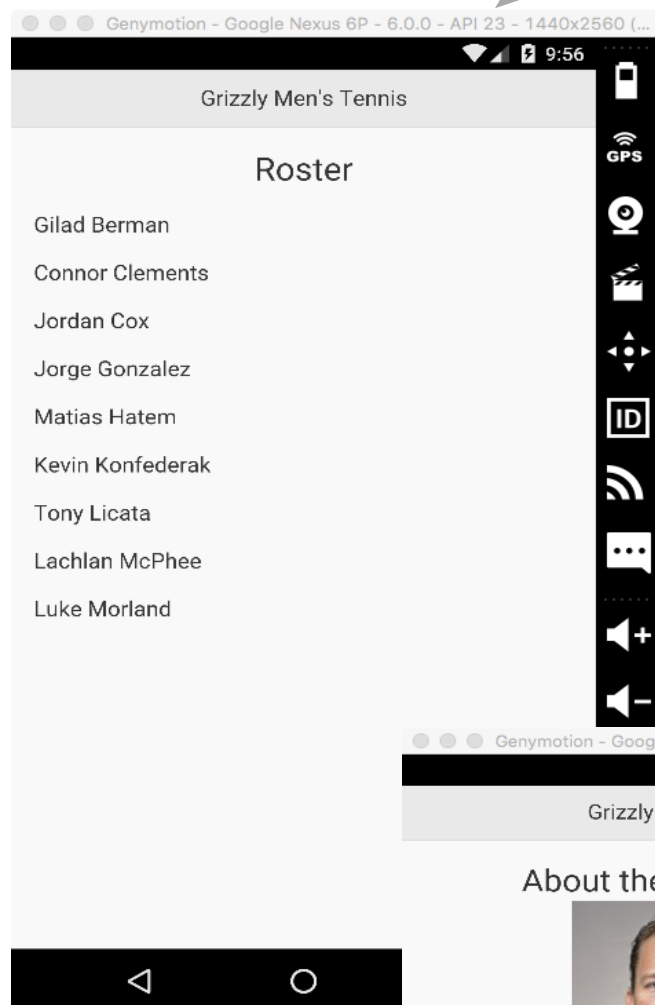 Genymotion - Google Nexus 6P - 6.0.0 - API 23 - 1440x2560 (...
9:56
Grizzly Men's Tennis
GPS
Roster
Gilad Berman
Connor Clements
Jordan Cox
Jorge Gonzalez
Matias Hatem
ID
Kevin Konfederak
Tony Licata
Lachlan McPhee
Luke Morland
Genymotion - Goog
Grizzly
About the